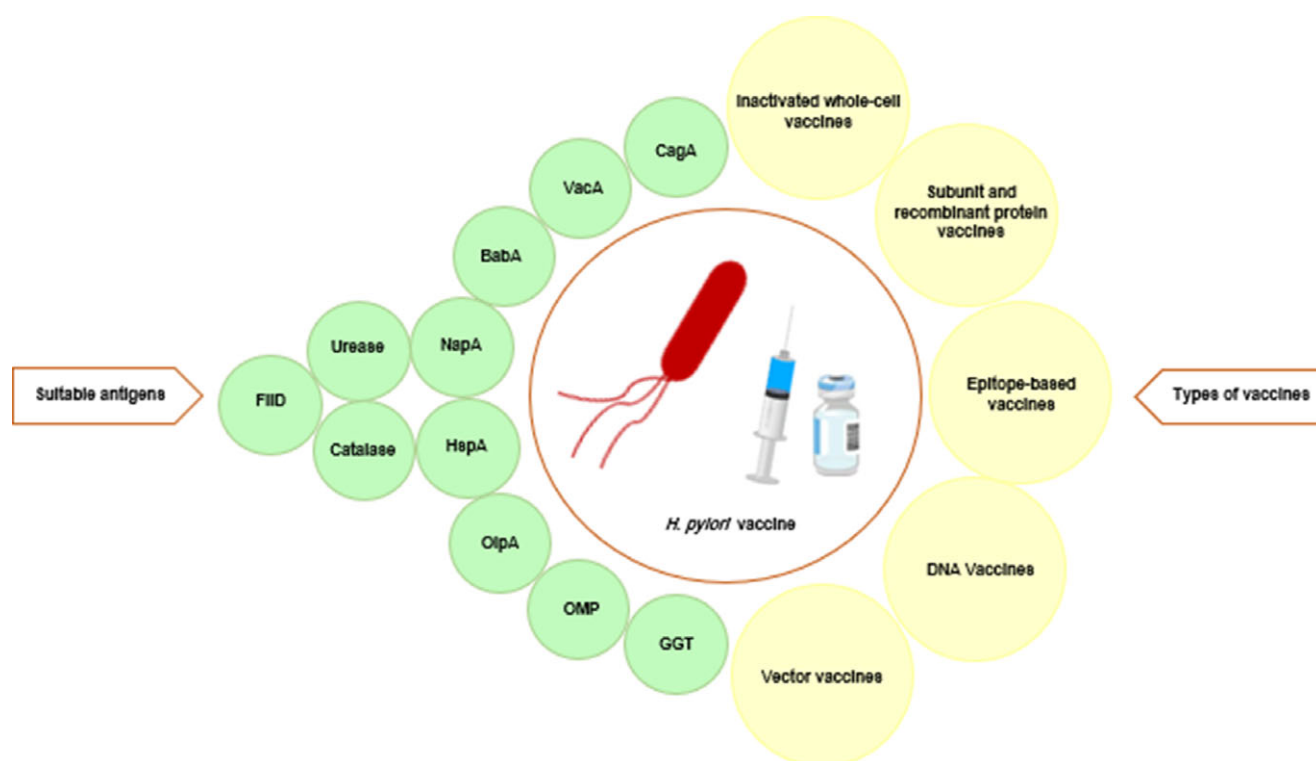 Inactivated whole-cell
vaccines
CagA
VacA
Subunit and
recombinant protein
vaccines
BabA
Urease
NapA
Suitable antigens
FliD
Epitope-based
vaccines
Types of vaccines
Catalase
HspA
H. pylori vaccine
OipA
DNA Vaccines
OMP
GGT
Vector vaccines